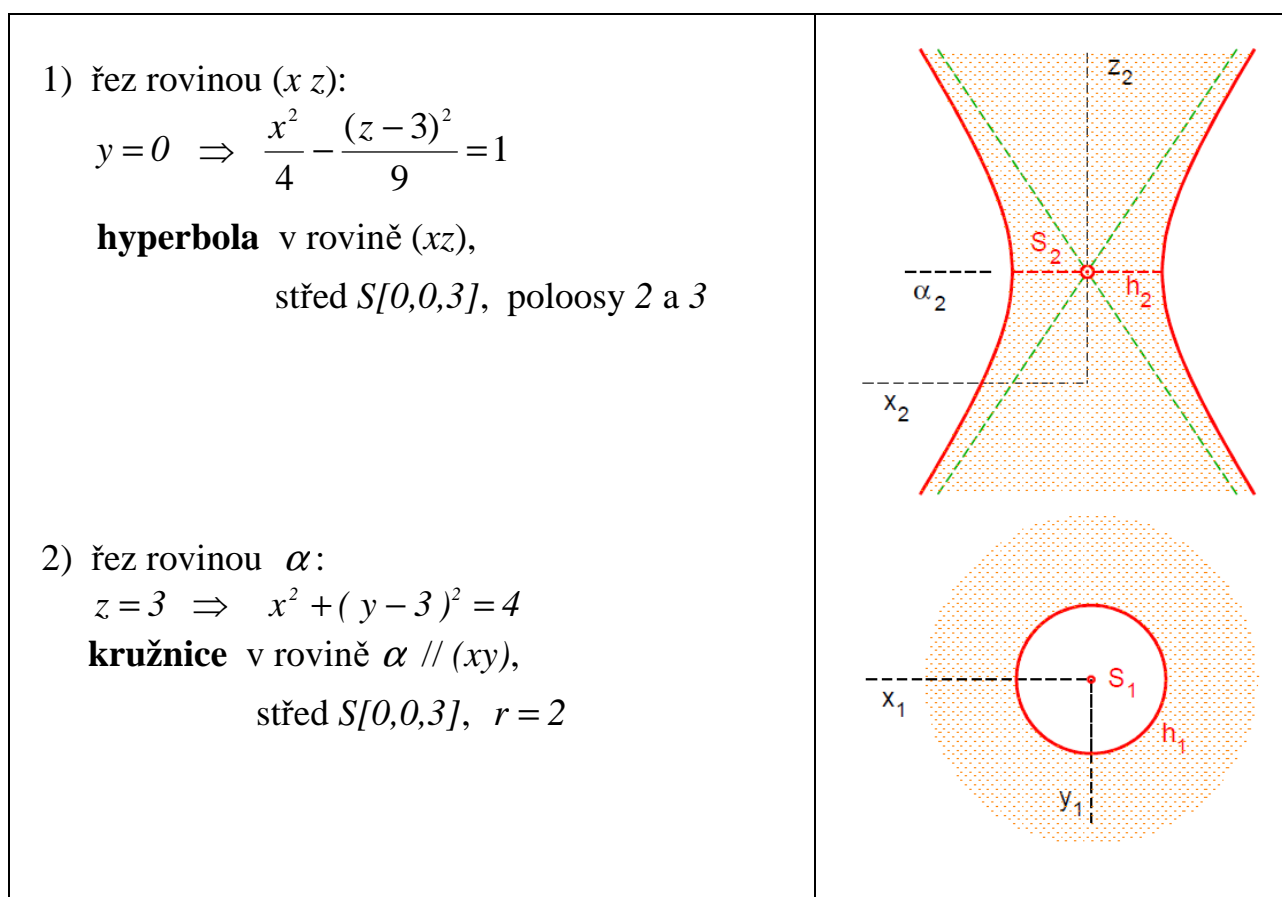 1) řez rovinou (x z):
y = 0 ⇒ x²/4 − (z − 3)²/9 = 1
hyperbola v rovině (xz),
střed S[0,0,3], poloosy 2 a 3
2) řez rovinou α:
z = 3 ⇒ x² + ( y − 3 )² = 4
kružnice v rovině α // (xy),
střed S[0,0,3], r = 2
z₂
S₂
α₂
h₂
x₂
S₁
x₁
h₁
y₁